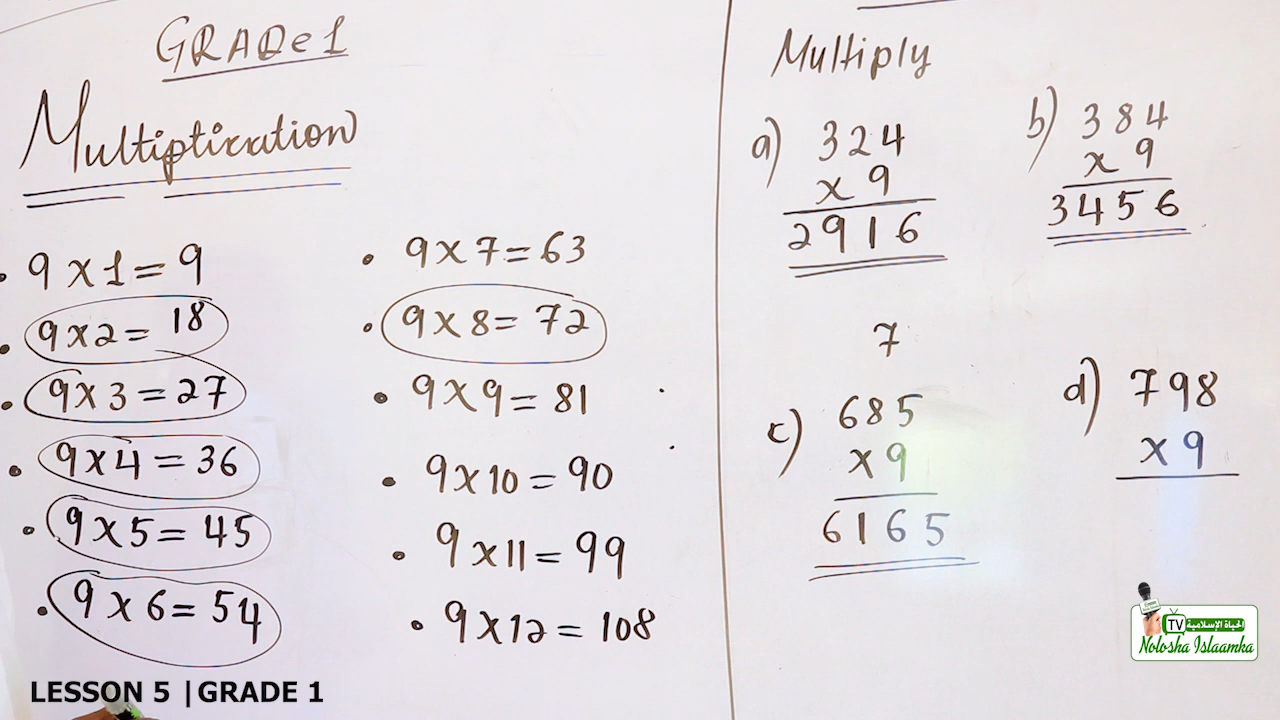 GRADe 1
Multiptication
9 x 1 = 9
9 x 2 = 18
9 x 3 = 27
9 x 4 = 36
9 x 5 = 45
9 x 6 = 54
9 x 7 = 63
9 x 8 = 72
9 x 9 = 81
9 x 10 = 90
9 x 11 = 99
9 x 12 = 108
Multiply
a) 324
x 9
2916
b) 384
x 9
3456
7
c) 685
x 9
6165
d) 798
x 9
LESSON 5 | GRADE 1
TV الحياة الإسلامية
Nolosha Islaamka